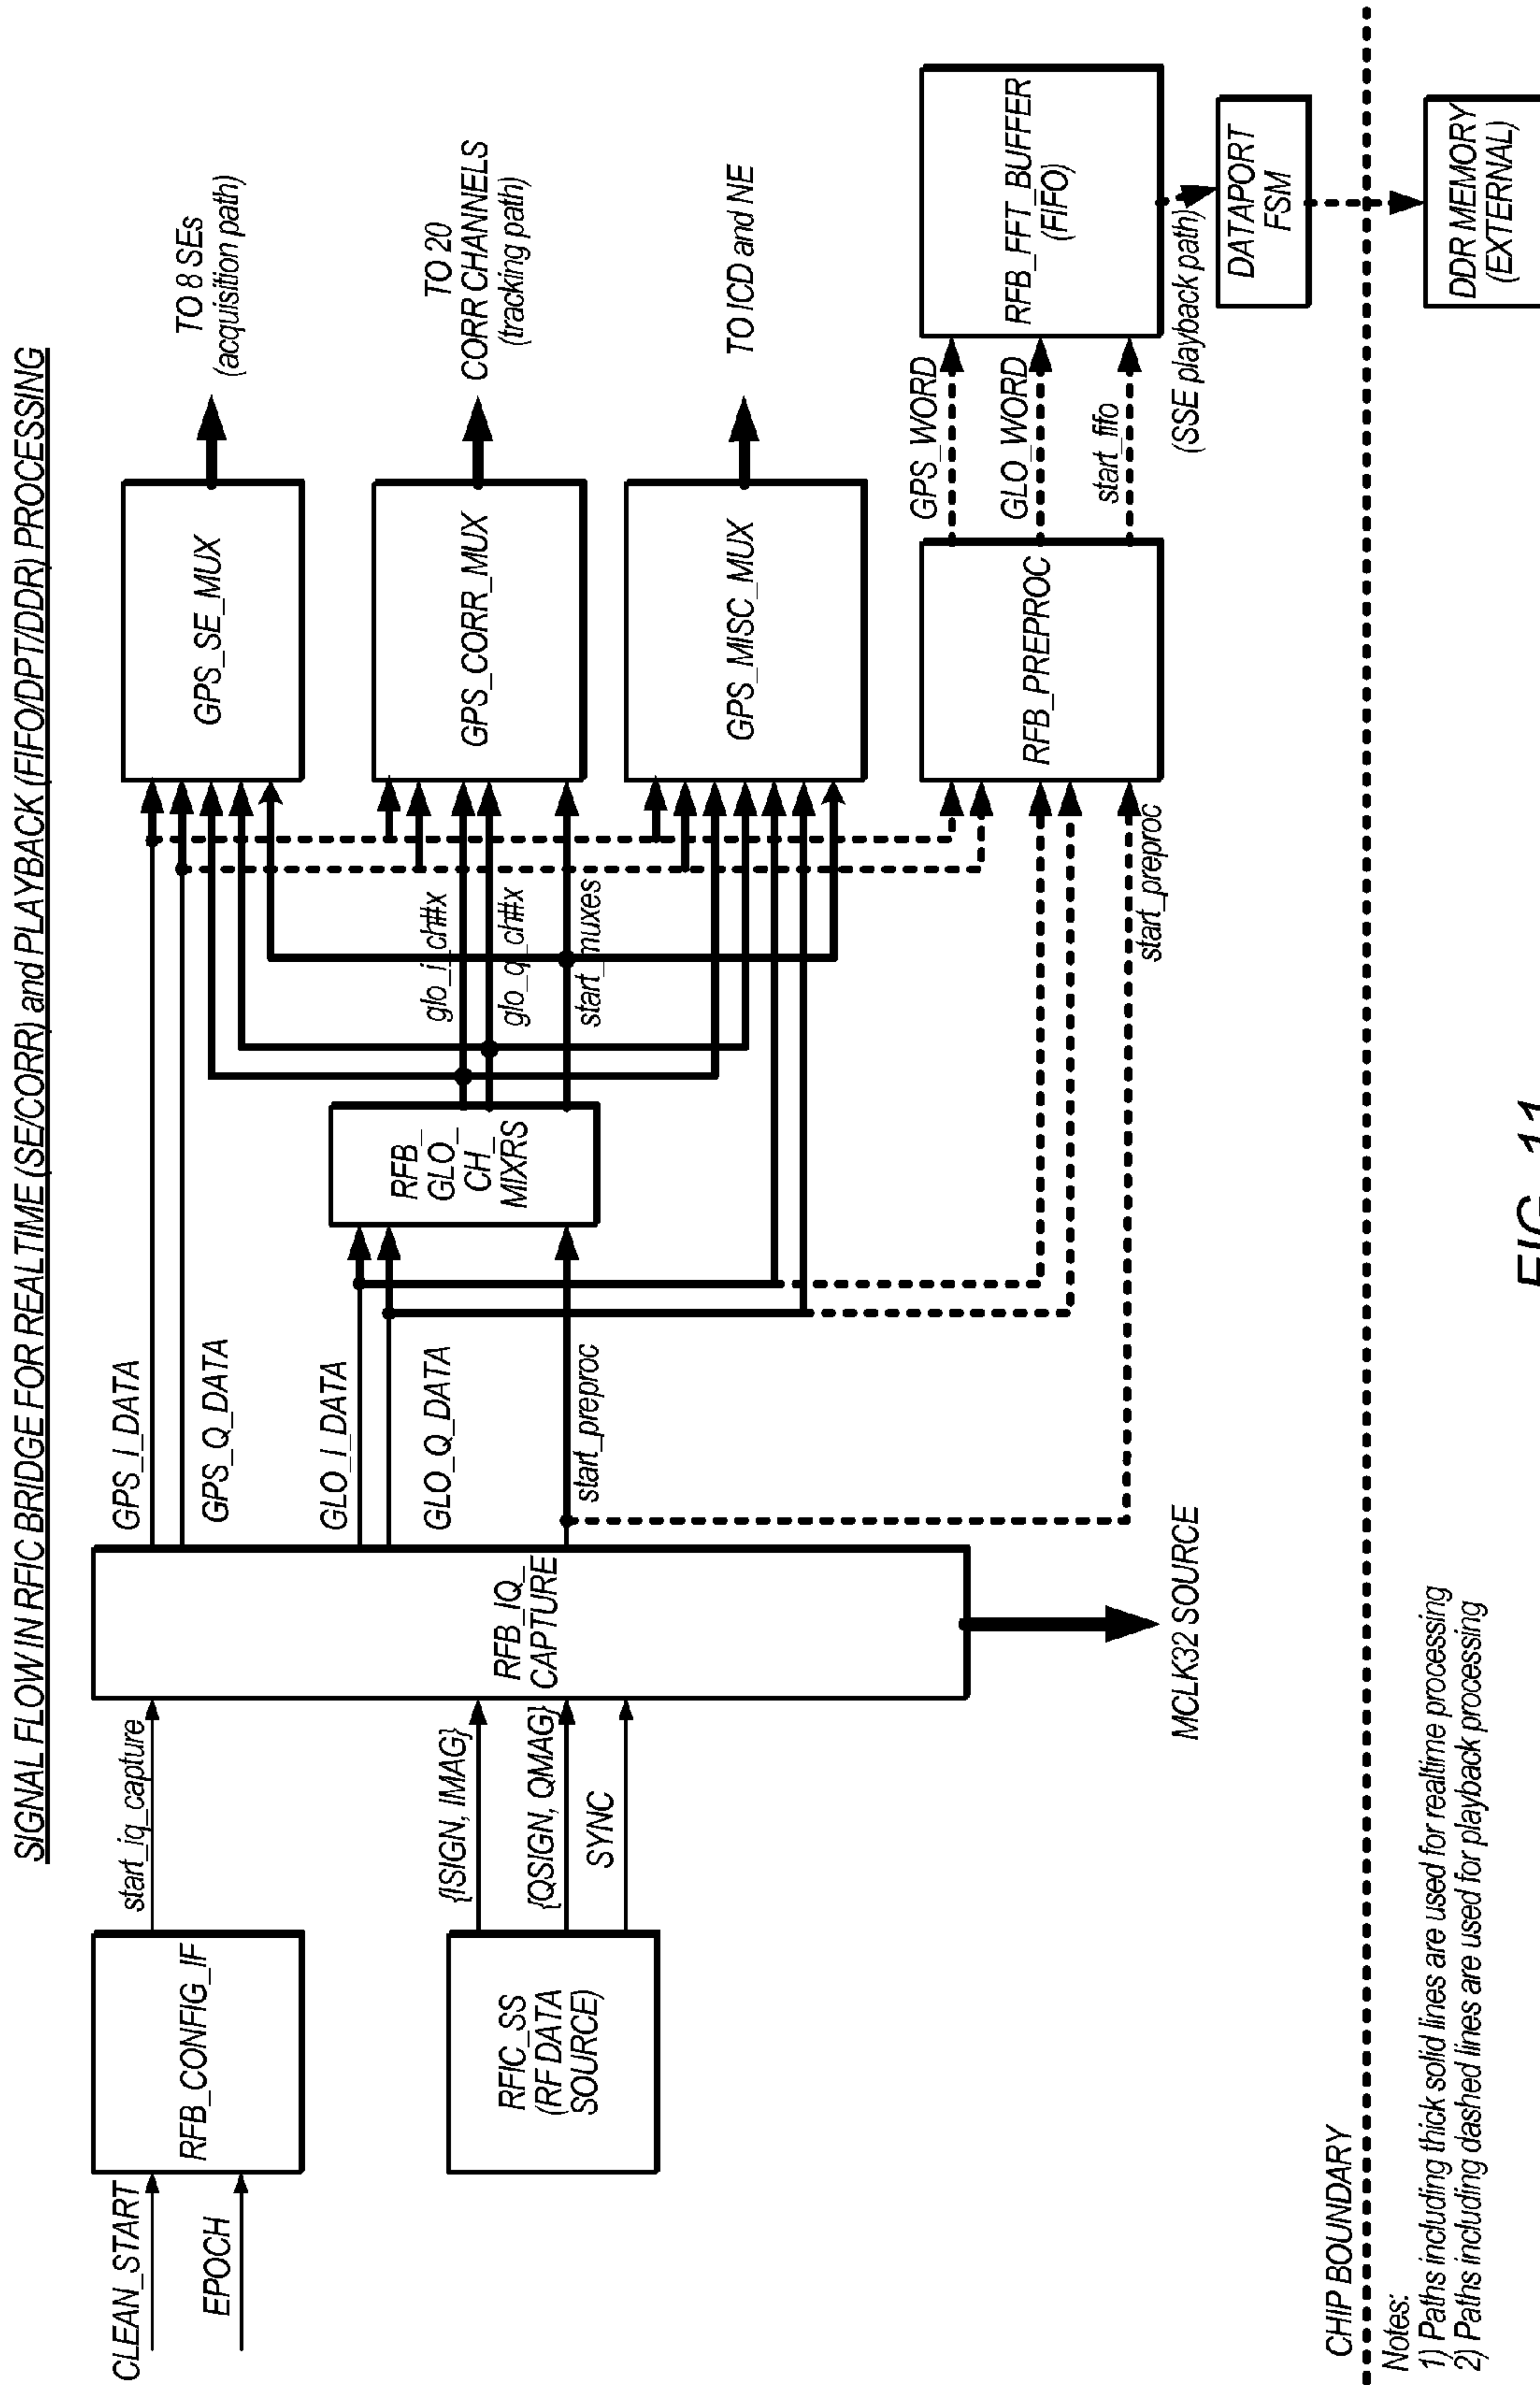 SIGNAL FLOW IN RFIC BRIDGE FOR REALTIME (SE/CORR) and PLAYBACK (FIFO/DPT/DDR) PROCESSING
CLEAN_START
EPOCH
RFB_CONFIG_IF
start_iq_capture
RFIC_SS
(RF DATA
SOURCE)
{ISIGN, IMAG}
{QSIGN, QMAG}
SYNC
RFB_IQ_
CAPTURE
MCLK32 SOURCE
GPS_I_DATA
GPS_Q_DATA
GLO_I_DATA
GLO_Q_DATA
start_preproc
RFB_
GLO_
CH_
MIXRS
glo_i_ch#x
glo_q_ch#x
start_muxes
start_preproc
GPS_SE_MUX
GPS_CORR_MUX
GPS_MISC_MUX
RFB_PREPROC
TO 8 SEs
(acquisition path)
TO 20
CORR CHANNELS
(tracking path)
TO ICD and NE
GPS_WORD
GLO_WORD
start_fifo
RFB_FFT_BUFFER
(FIFO)
(SSE playback path)
DATAPORT
FSM
DDR MEMORY
(EXTERNAL)
CHIP BOUNDARY
Notes:
1) Paths including thick solid lines are used for realtime processing
2) Paths including dashed lines are used for playback processing
FIG. 11